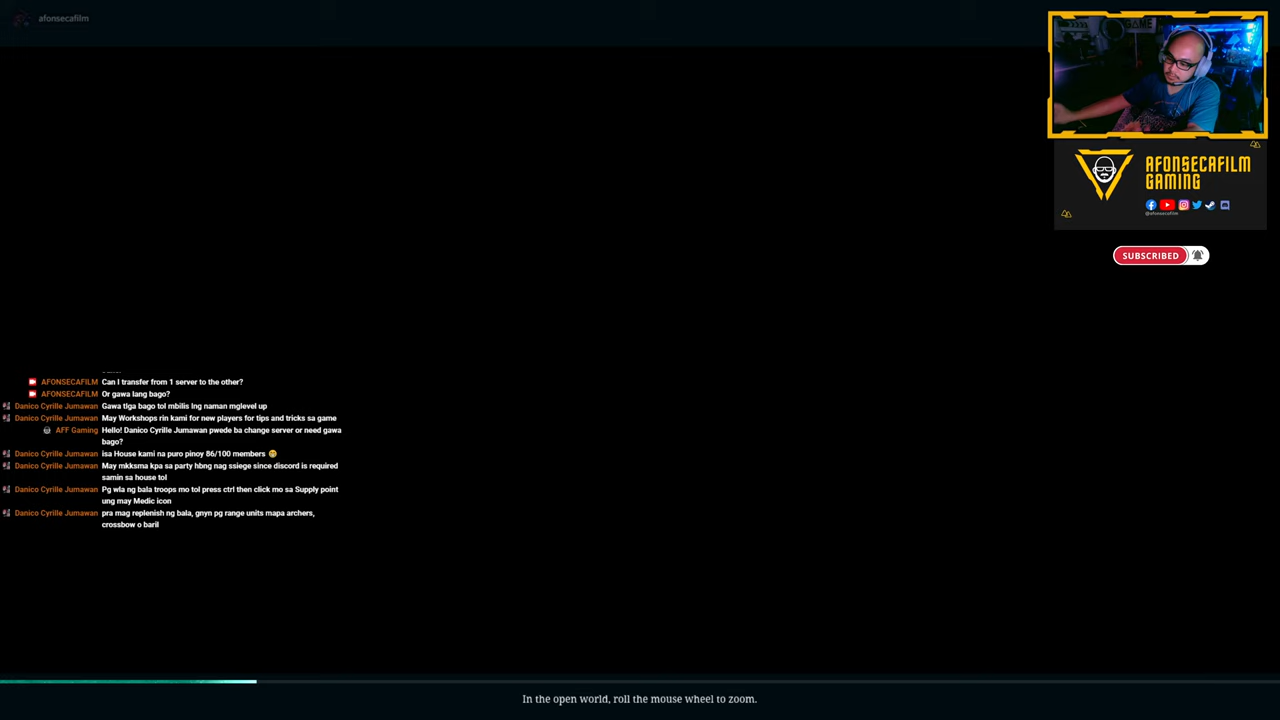 afonsecafilm
AFONSECAFILM
GAMING
@afonsecafilm
SUBSCRIBED
AFONSECAFILM Can I transfer from 1 server to the other?
AFONSECAFILM Or gawa lang bago?
Danico Cyrille Jumawan Gawa tlga bago tol mbilis lng naman mglevel up
Danico Cyrille Jumawan May Workshops rin kami for new players for tips and tricks sa game
AFF Gaming Hello! Danico Cyrille Jumawan pwede ba change server or need gawa
bago?
Danico Cyrille Jumawan isa House kami na puro pinoy 86/100 members
Danico Cyrille Jumawan May mkksma kpa sa party hbng nag ssiege since discord is required
samin sa house tol
Danico Cyrille Jumawan Pg wla ng bala troops mo tol press ctrl then click mo sa Supply point
ung may Medic icon
Danico Cyrille Jumawan pra mag replenish ng bala, gnyn pg range units mapa archers,
crossbow o baril
In the open world, roll the mouse wheel to zoom.